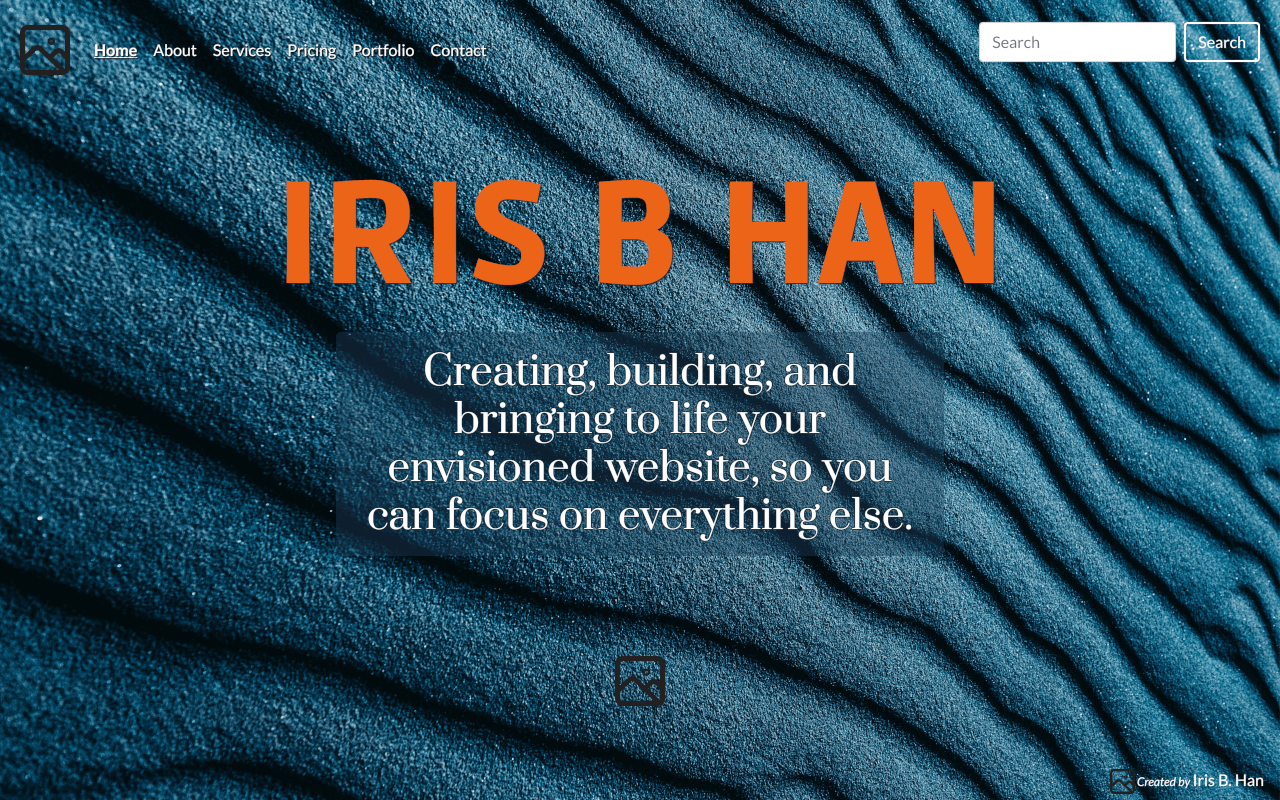 Home About Services Pricing Portfolio Contact
Search
Search
IRIS B HAN
Creating, building, and
bringing to life your
envisioned website, so you
can focus on everything else.
Created by Iris B. Han